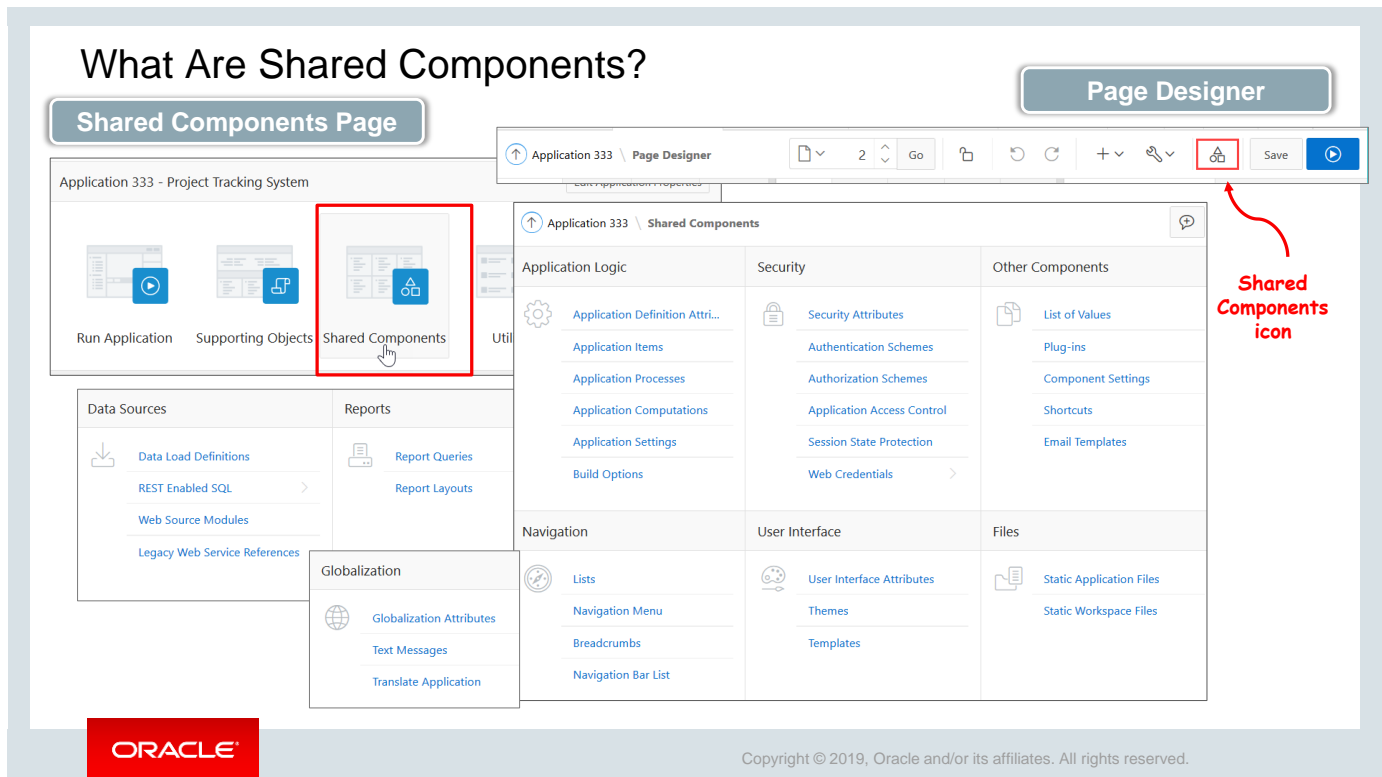 What Are Shared Components?
Shared Components Page
Page Designer
Application 333 \ Page Designer
2
Go
Save
Application 333 - Project Tracking System
Edit Application Properties
Run Application
Supporting Objects
Shared Components
Util
Shared
Components
icon
Application 333 \ Shared Components
Application Logic
Application Definition Attri...
Application Items
Application Processes
Application Computations
Application Settings
Build Options
Security
Security Attributes
Authentication Schemes
Authorization Schemes
Application Access Control
Session State Protection
Web Credentials
Other Components
List of Values
Plug-ins
Component Settings
Shortcuts
Email Templates
Data Sources
Data Load Definitions
REST Enabled SQL
Web Source Modules
Legacy Web Service References
Reports
Report Queries
Report Layouts
Globalization
Globalization Attributes
Text Messages
Translate Application
Navigation
Lists
Navigation Menu
Breadcrumbs
Navigation Bar List
User Interface
User Interface Attributes
Themes
Templates
Files
Static Application Files
Static Workspace Files
ORACLE®
Copyright © 2019, Oracle and/or its affiliates. All rights reserved.